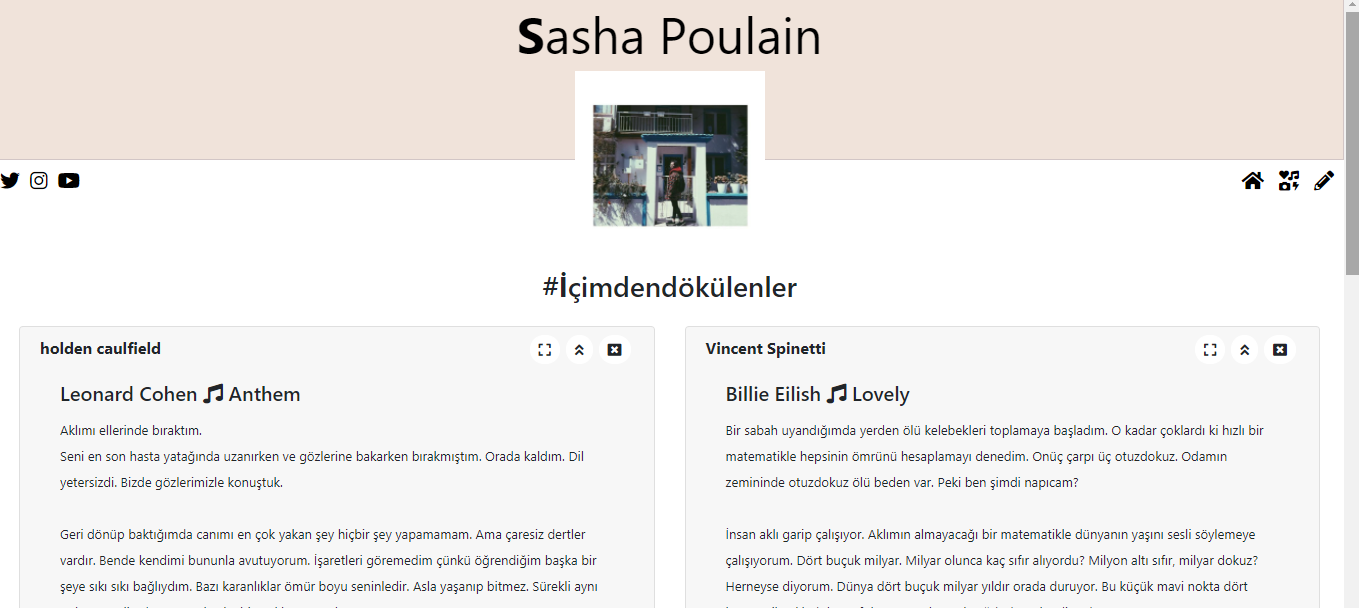 Sasha Poulain
#İçimdendökülenler
holden caulfield
Leonard Cohen 🎵 Anthem
Aklımı ellerinde bıraktım.
Seni en son hasta yatağında uzanırken ve gözlerine bakarken bırakmıştım. Orada kaldım. Dil
yetersizdi. Bizde gözlerimizle konuştuk.
Geri dönüp baktığımda canımı en çok yakan şey hiçbir şey yapamamam. Ama çaresiz dertler
vardır. Bende kendimi bununla avutuyorum. İşaretleri göremedim çünkü öğrendiğim başka bir
şeye sıkı sıkı bağlıydım. Bazı karanlıklar ömür boyu seninledir. Asla yaşanıp bitmez. Sürekli aynı
Vincent Spinetti
Billie Eilish 🎵 Lovely
Bir sabah uyandığımda yerden ölü kelebekleri toplamaya başladım. O kadar çoklardı ki hızlı bir
matematikle hepsinin ömrünü hesaplamayı denedim. Onüç çarpı üç otuzdokuz. Odamın
zemininde otuzdokuz ölü beden var. Peki ben şimdi napıcam?
İnsan aklı garip çalışıyor. Aklımın almayacağı bir matematikle dünyanın yaşını sesli söylemeye
çalışıyorum. Dört buçuk milyar. Milyar olunca kaç sıfır alıyordu? Milyon altı sıfır, milyar dokuz?
Herneyse diyorum. Dünya dört buçuk milyar yıldır orada duruyor. Bu küçük mavi nokta dört